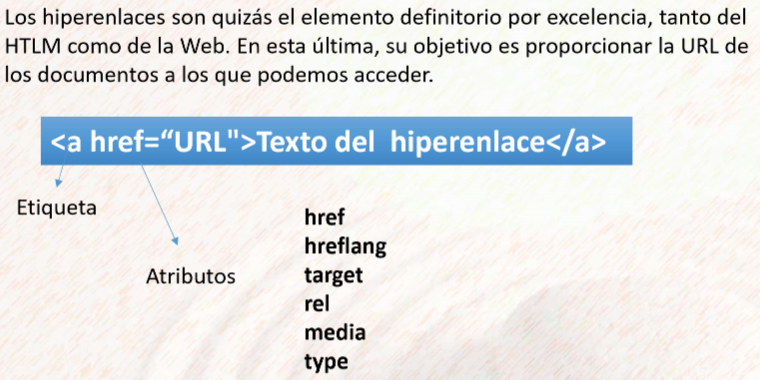 Los hiperenlaces son quizás el elemento definitorio por excelencia, tanto del
HTLM como de la Web. En esta última, su objetivo es proporcionar la URL de
los documentos a los que podemos acceder.
<a href=“URL">Texto del  hiperenlace</a>
Etiqueta
Atributos
href
hreflang
target
rel
media
type